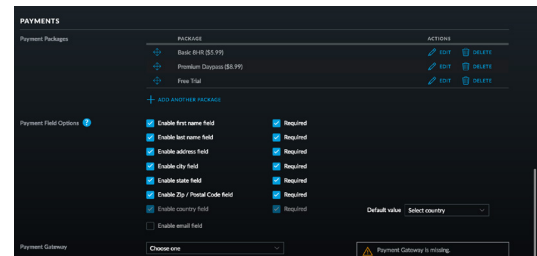 PAYMENTS
Payment Packages
PACKAGE ACTIONS
Basic 8HR ($5.99) EDIT DELETE
Premium Daypass ($8.99) EDIT DELETE
Free Trial EDIT DELETE
+ ADD ANOTHER PACKAGE
Payment Field Options ?
Enable first name field Required
Enable last name field Required
Enable address field Required
Enable city field Required
Enable state field Required
Enable Zip / Postal Code field Required
Enable country field Required Default value Select country
Enable email field
Payment Gateway Choose one Payment Gateway is missing.